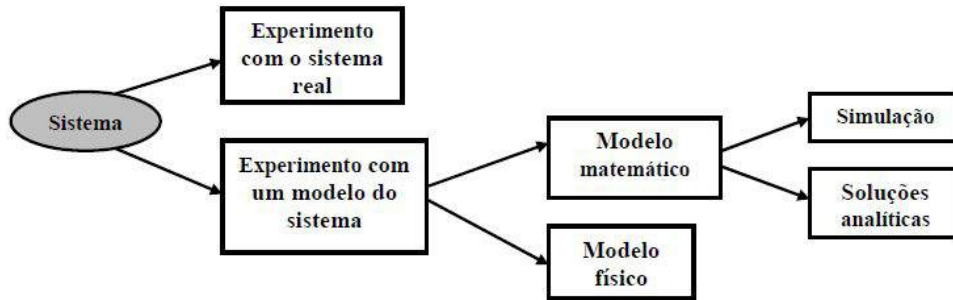 Experimento
com o sistema
real
Sistema
Experimento com
um modelo do
sistema
Modelo
matemático
Modelo
físico
Simulação
Soluções
analíticas